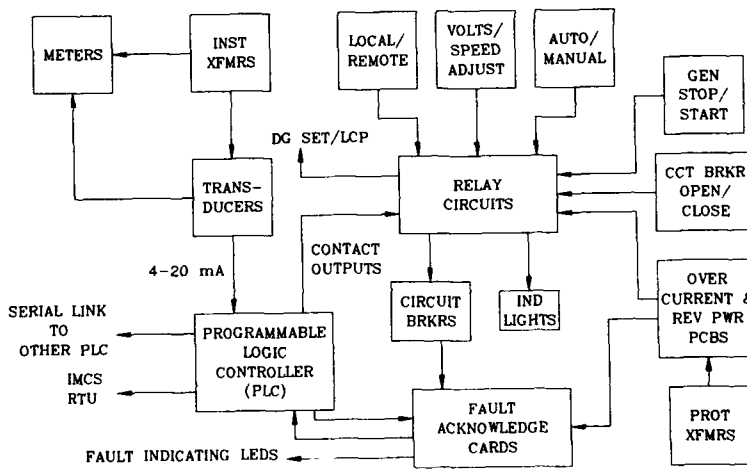 METERS
INST
XFMRS
LOCAL/
REMOTE
VOLTS/
SPEED
ADJUST
AUTO/
MANUAL
GEN
STOP/
START
DG SET/LCP
TRANS-
DUCERS
RELAY
CIRCUITS
CCT BRKR
OPEN/
CLOSE
4-20 mA
CONTACT
OUTPUTS
CIRCUIT
BRKRS
IND
LIGHTS
OVER
CURRENT &
REV PWR
PCBS
SERIAL LINK
TO
OTHER PLC
PROGRAMMABLE
LOGIC
CONTROLLER
(PLC)
IMCS
RTU
FAULT
ACKNOWLEDGE
CARDS
PROT
XFMRS
FAULT INDICATING LEDS